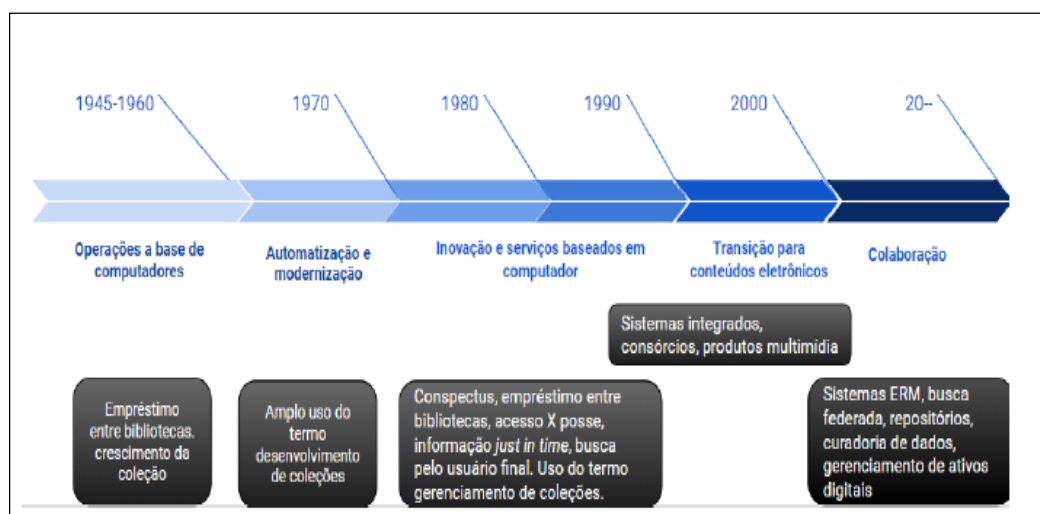 1945-1960
1970
1980
1990
2000
20--
Operações a base de
computadores
Automatização e
modernização
Inovação e serviços baseados em
computador
Transição para
conteúdos eletrônicos
Colaboração
Sistemas integrados,
consórcios, produtos multimídia
Empréstimo
entre bibliotecas.
crescimento da
coleção
Amplo uso do
termo
desenvolvimento
de coleções
Conspectus, empréstimo entre
bibliotecas, acesso X posse,
informação just in time, busca
pelo usuário final. Uso do termo
gerenciamento de coleções.
Sistemas ERM, busca
federada, repositórios,
curadoria de dados,
gerenciamento de ativos
digitais